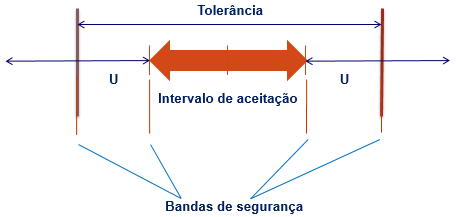 Tolerância
U
U
Intervalo de aceitação
Bandas de segurança